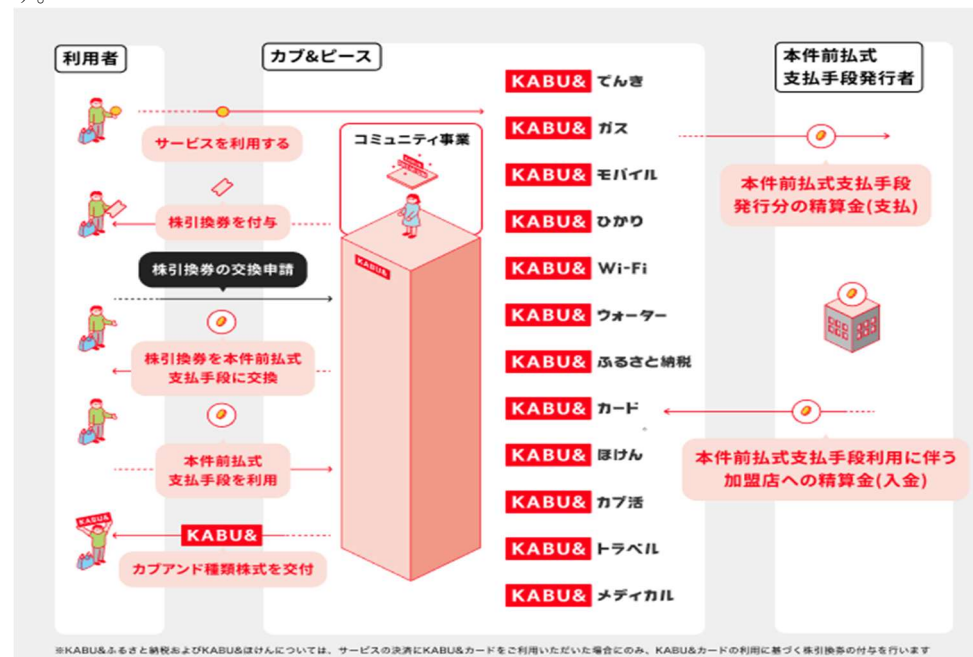 す。
利用者
カブ&ピース
本件前払式
支払手段発行者
サービスを利用する
株引換券を付与
株引換券の交換申請
株引換券を本件前払式
支払手段に交換
本件前払式
支払手段を利用
KABU&
カブアンド種類株式を交付
コミュニティ事業
KABU&
KABU& でんき
KABU& ガス
KABU& モバイル
KABU& ひかり
KABU& Wi-Fi
KABU& ウォーター
KABU& ふるさと納税
KABU& カード
KABU& ほけん
KABU& カブ活
KABU& トラベル
KABU& メディカル
本件前払式支払手段
発行分の精算金(支払)
本件前払式支払手段利用に伴う
加盟店への精算金(入金)
※KABU&ふるさと納税およびKABU&ほけんについては、サービスの決済にKABU&カードをご利用いただいた場合にのみ、KABU&カードの利用に基づく株引換券の付与を行います